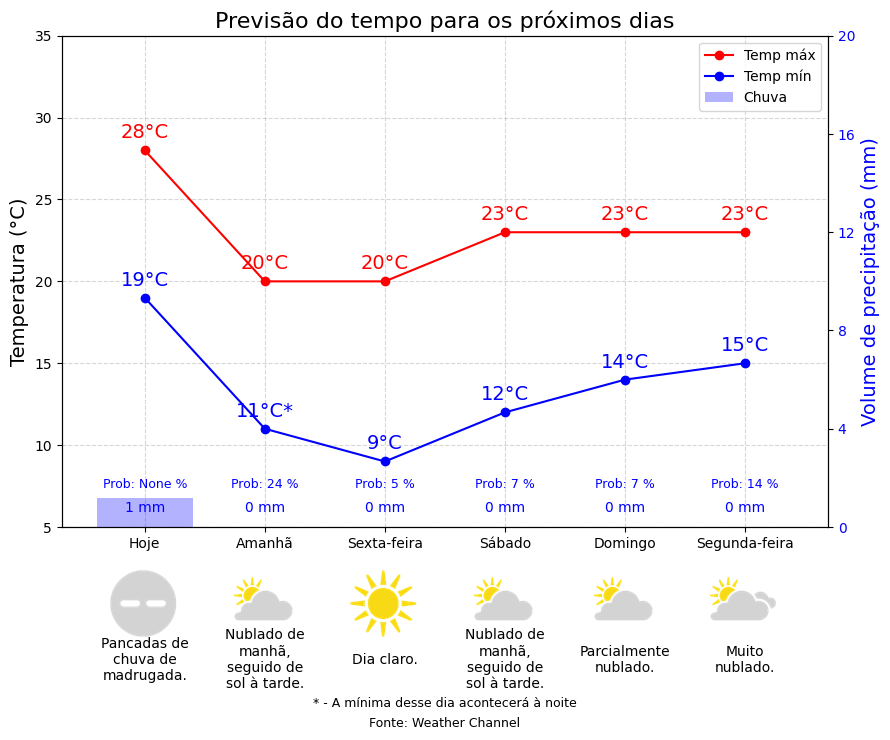 Previsão do tempo para os próximos dias
Temp máx
Temp mín
Chuva
Temperatura (°C)
Volume de precipitação (mm)
35
30
25
20
15
10
5
20
16
12
8
4
0
28°C
20°C
20°C
23°C
23°C
23°C
19°C
11°C*
9°C
12°C
14°C
15°C
Prob: None %
Prob: 24 %
Prob: 5 %
Prob: 7 %
Prob: 7 %
Prob: 14 %
1 mm
0 mm
0 mm
0 mm
0 mm
0 mm
Hoje
Amanhã
Sexta-feira
Sábado
Domingo
Segunda-feira
Pancadas de
chuva de
madrugada.
Nublado de
manhã,
seguido de
sol à tarde.
Dia claro.
Nublado de
manhã,
seguido de
sol à tarde.
Parcialmente
nublado.
Muito
nublado.
* - A mínima desse dia acontecerá à noite
Fonte: Weather Channel